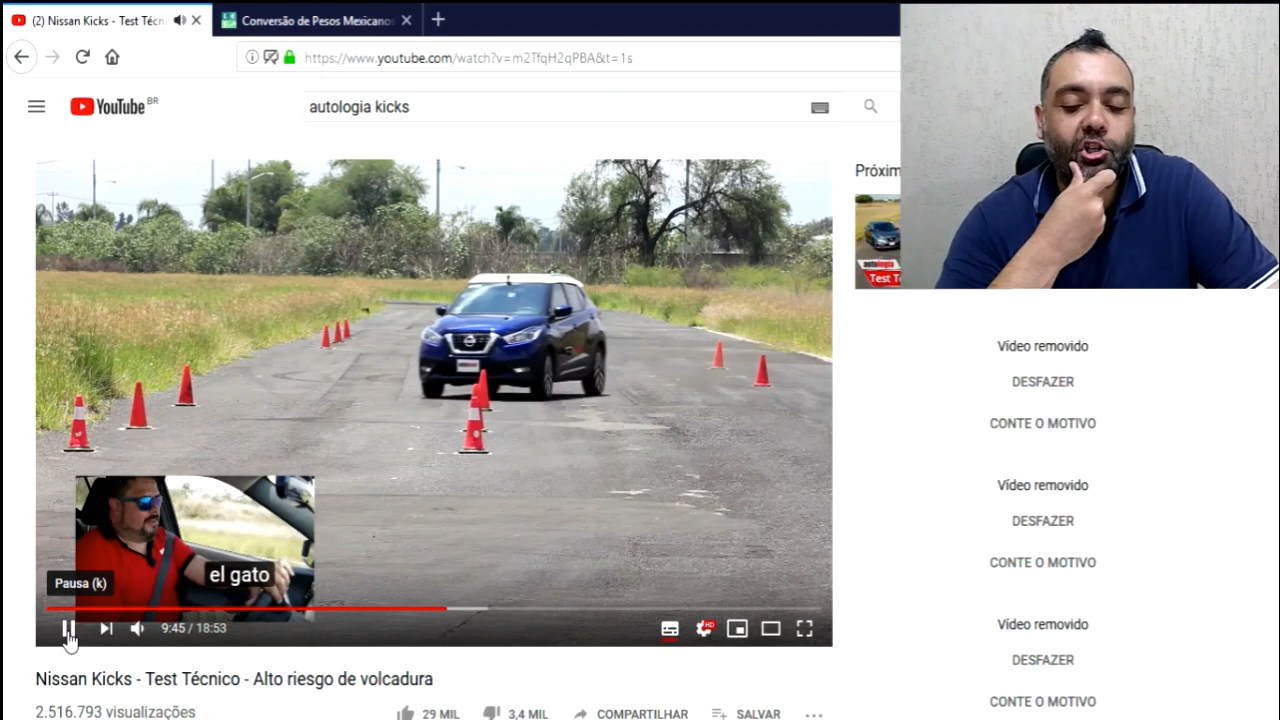 (2) Nissan Kicks - Test Técn
Conversão de Pesos Mexicanos
https://www.youtube.com/watch?v=m2TfqH2qPBA&t=1s
YouTube BR
autologia kicks
Próxim
Test Té
Vídeo removido
DESFAZER
CONTE O MOTIVO
Vídeo removido
DESFAZER
CONTE O MOTIVO
Vídeo removido
DESFAZER
CONTE O MOTIVO
el gato
Pausa (k)
9:45 / 18:53
HD
Nissan Kicks - Test Técnico - Alto riesgo de volcadura
2.516.793 visualizações
29 MIL
3,4 MIL
COMPARTILHAR
SALVAR